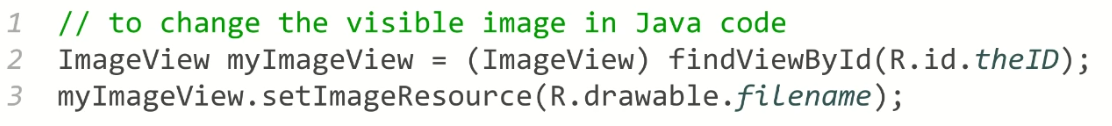 1 // to change the visible image in Java code
2 ImageView myImageView = (ImageView) findViewById(R.id.theID);
3 myImageView.setImageResource(R.drawable.filename);